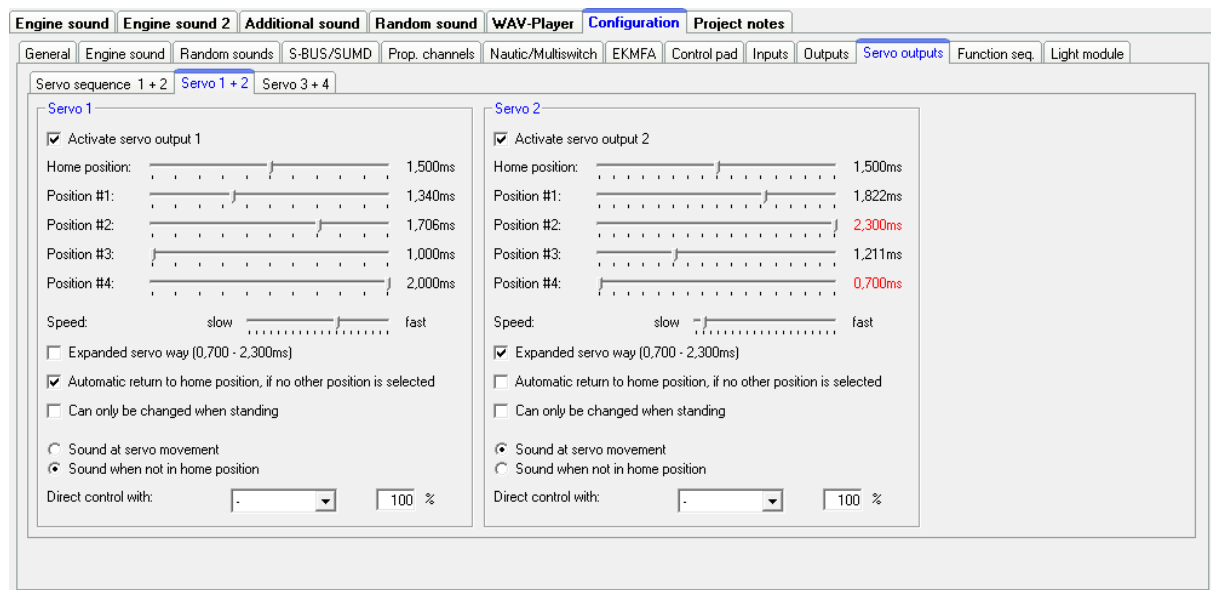 Engine sound Engine sound 2 Additional sound Random sound WAV-Player Configuration Project notes
General Engine sound Random sounds S-BUS/SUMD Prop. channels Nautic/Multiswitch EKMFA Control pad Inputs Outputs Servo outputs Function seq. Light module
Servo sequence 1 + 2 Servo 1 + 2 Servo 3 + 4
Servo 1
Activate servo output 1
Home position: 1,500ms
Position #1: 1,340ms
Position #2: 1,706ms
Position #3: 1,000ms
Position #4: 2,000ms
Speed: slow fast
Expanded servo way (0,700 - 2,300ms)
Automatic return to home position, if no other position is selected
Can only be changed when standing
Sound at servo movement
Sound when not in home position
Direct control with: - 100 %
Servo 2
Activate servo output 2
Home position: 1,500ms
Position #1: 1,822ms
Position #2: 2,300ms
Position #3: 1,211ms
Position #4: 0,700ms
Speed: slow fast
Expanded servo way (0,700 - 2,300ms)
Automatic return to home position, if no other position is selected
Can only be changed when standing
Sound at servo movement
Sound when not in home position
Direct control with: - 100 %